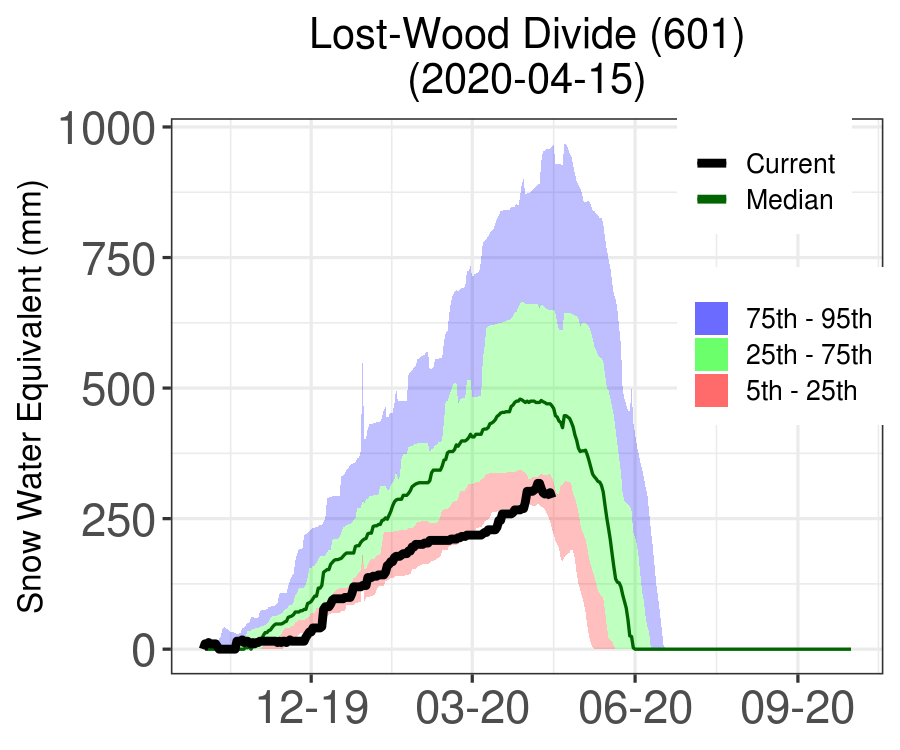 Lost-Wood Divide (601)
(2020-04-15)
Snow Water Equivalent (mm)
1000
750
500
250
0
12-19
03-20
06-20
09-20
Current
Median
75th - 95th
25th - 75th
5th - 25th